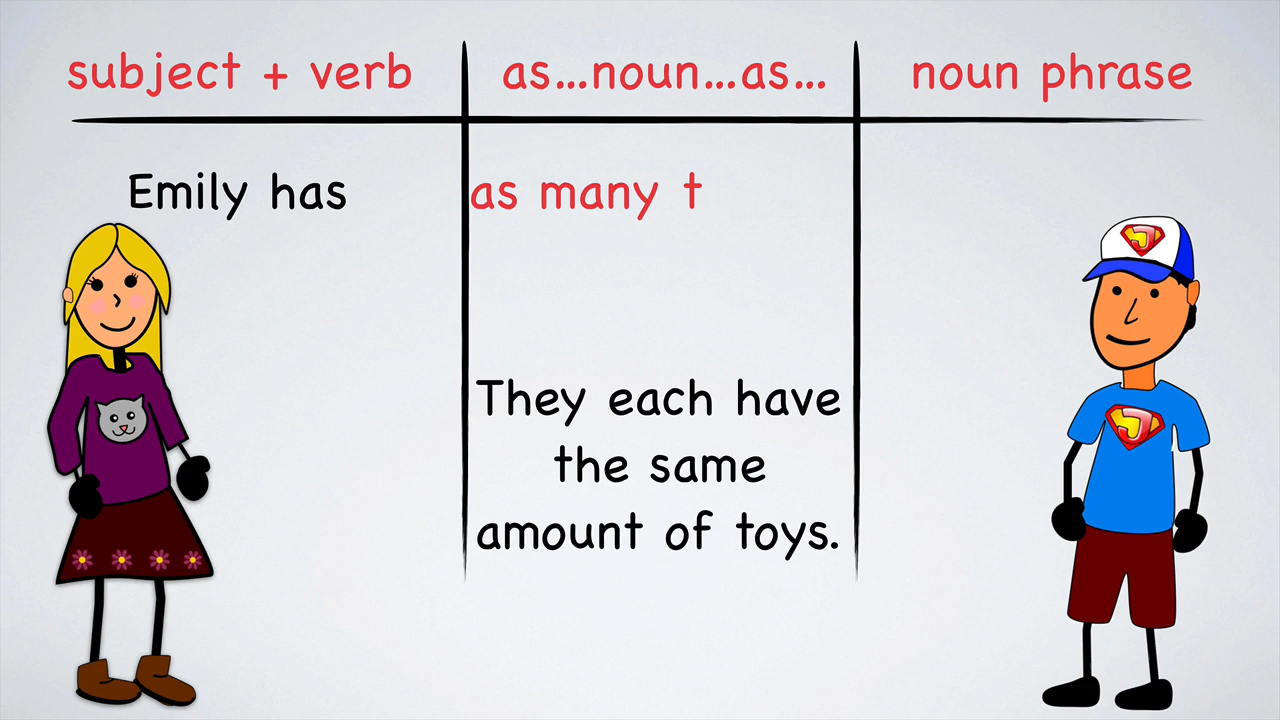 subject + verb as...noun...as... noun phrase
Emily has as many t
They each have
the same
amount of toys.
J
J